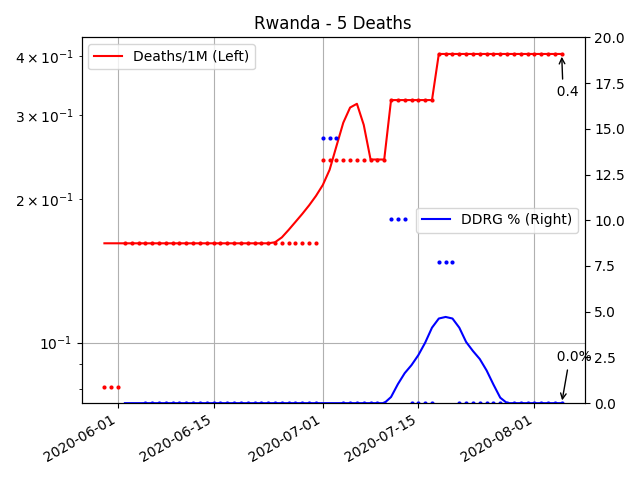 Rwanda - 5 Deaths
Deaths/1M (Left)
DDRG % (Right)
4 × 10⁻¹
3 × 10⁻¹
2 × 10⁻¹
10⁻¹
20.0
17.5
15.0
12.5
10.0
7.5
5.0
2.5
0.0
0.4
0.0%
2020-06-01
2020-06-15
2020-07-01
2020-07-15
2020-08-01